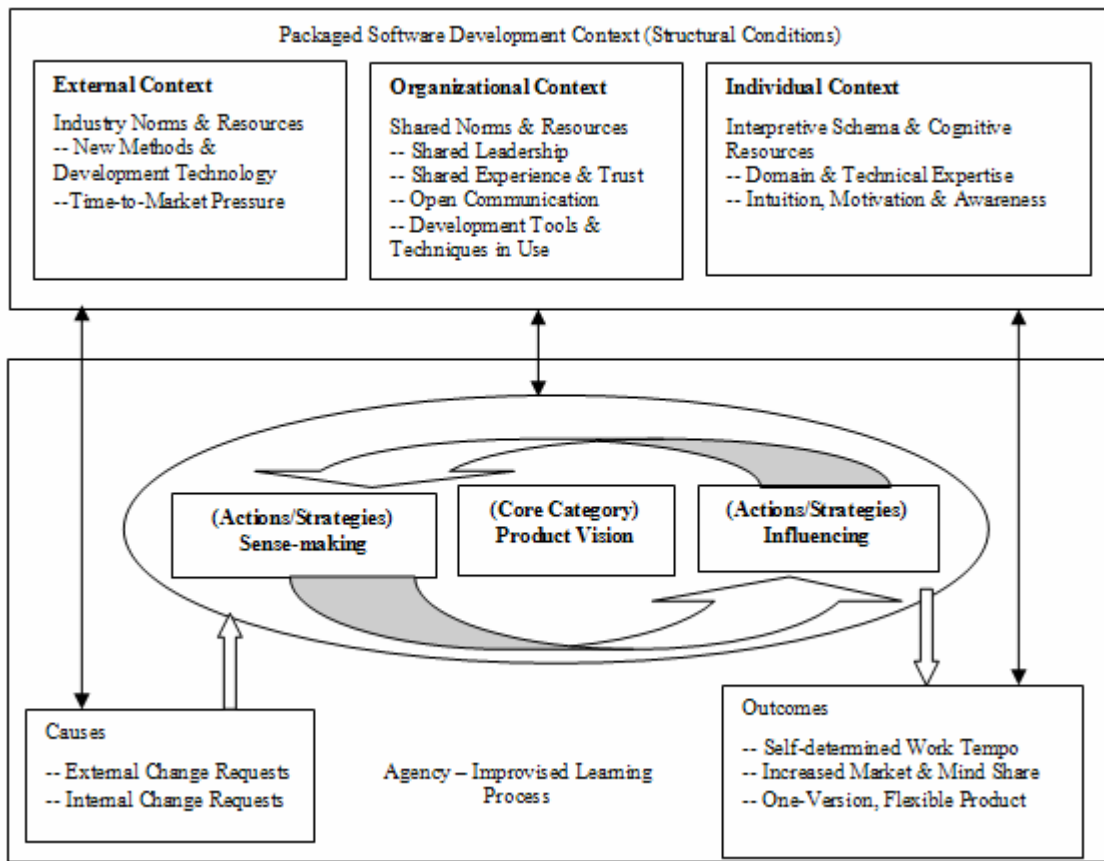 Packaged Software Development Context (Structural Conditions)
External Context
Industry Norms & Resources
-- New Methods &
Development Technology
--Time-to-Market Pressure
Organizational Context
Shared Norms & Resources
-- Shared Leadership
-- Shared Experience & Trust
-- Open Communication
-- Development Tools &
Techniques in Use
Individual Context
Interpretive Schema & Cognitive
Resources
-- Domain & Technical Expertise
-- Intuition, Motivation & Awareness
(Actions/Strategies)
Sense-making
(Core Category)
Product Vision
(Actions/Strategies)
Influencing
Causes
-- External Change Requests
-- Internal Change Requests
Agency – Improvised Learning
Process
Outcomes
-- Self-determined Work Tempo
-- Increased Market & Mind Share
-- One-Version, Flexible Product